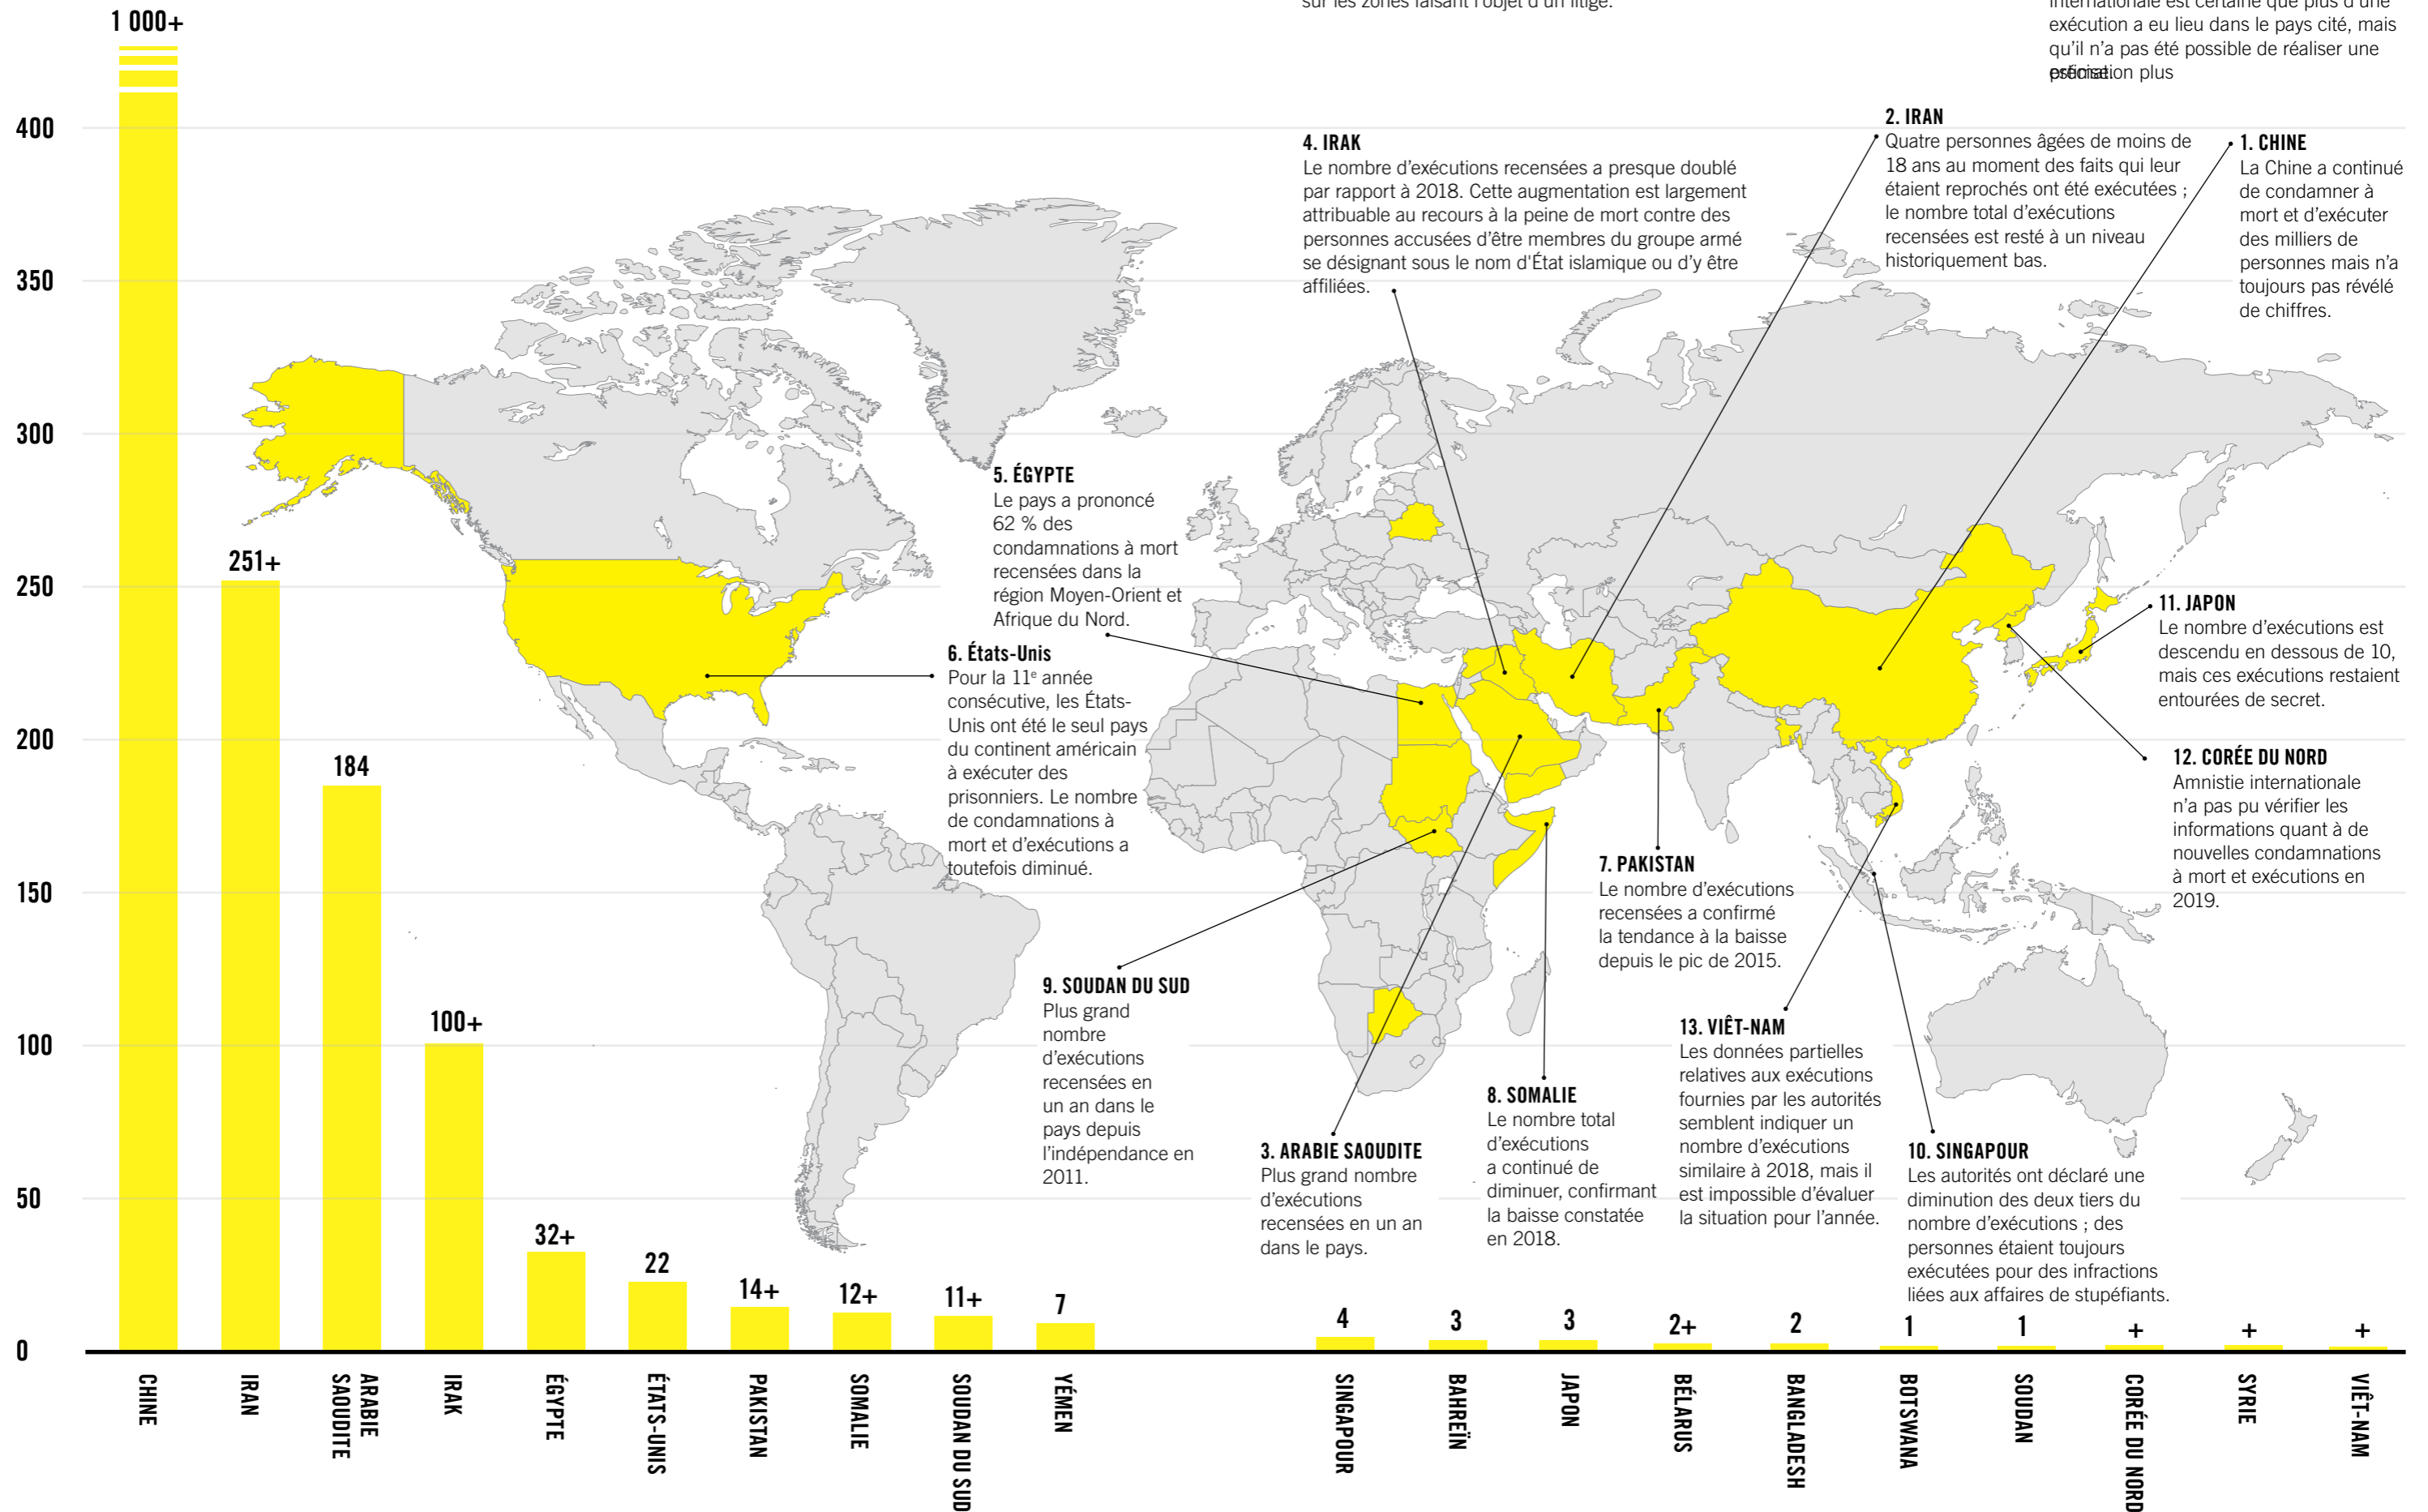 sur les zones faisant l'objet d'un litige.
internationale est certaine que plus d'une
exécution a eu lieu dans le pays cité, mais
qu'il n'a pas été possible de réaliser une
1 000+
400
350
300
250
200
150
100
50
0
4. IRAK
Le nombre d'exécutions recensées a presque doublé
par rapport à 2018. Cette augmentation est largement
attribuable au recours à la peine de mort contre des
personnes accusées d'être membres du groupe armé
se désignant sous le nom d'État islamique ou d'y être
affiliées.
2. IRAN
Quatre personnes âgées de moins de
18 ans au moment des faits qui leur
étaient reprochés ont été exécutées ;
le nombre total d'exécutions
recensées est resté à un niveau
historiquement bas.
1. CHINE
La Chine a continué
de condamner à
mort et d'exécuter
des milliers de
personnes mais n'a
toujours pas révélé
de chiffres.
5. ÉGYPTE
Le pays a prononcé
62 % des
condamnations à mort
recensées dans la
région Moyen-Orient et
Afrique du Nord.
6. États-Unis
Pour la 11e année
consécutive, les États-
Unis ont été le seul pays
du continent américain
à exécuter des
prisonniers. Le nombre
de condamnations à
mort et d'exécutions a
toutefois diminué.
11. JAPON
Le nombre d'exécutions est
descendu en dessous de 10,
mais ces exécutions restaient
entourées de secret.
12. CORÉE DU NORD
Amnistie internationale
n'a pas pu vérifier les
informations quant à de
nouvelles condamnations
à mort et exécutions en
2019.
7. PAKISTAN
Le nombre d'exécutions
recensées a confirmé
la tendance à la baisse
depuis le pic de 2015.
9. SOUDAN DU SUD
Plus grand
nombre
d'exécutions
recensées en
un an dans le
pays depuis
l'indépendance en
2011.
3. ARABIE SAOUDITE
Plus grand nombre
d'exécutions
recensées en un an
dans le pays.
8. SOMALIE
Le nombre total
d'exécutions
a continué de
diminuer, confirmant
la baisse constatée
en 2018.
13. VIÊT-NAM
Les données partielles
relatives aux exécutions
fournies par les autorités
semblent indiquer un
nombre d'exécutions
similaire à 2018, mais il
est impossible d'évaluer
la situation pour l'année.
10. SINGAPOUR
Les autorités ont déclaré une
diminution des deux tiers du
nombre d'exécutions ; des
personnes étaient toujours
exécutées pour des infractions
liées aux affaires de stupéfiants.
251+
184
100+
32+
22
14+
12+
11+
7
4
3
3
2+
2
1
1
+
+
+
CHINE
IRAN
ARABIE
SAOUDITE
IRAK
ÉGYPTE
ÉTATS-UNIS
PAKISTAN
SOMALIE
SOUDAN DU SUD
YÉMEN
SINGAPOUR
BAHREÏN
JAPON
BÉLARUS
BANGLADESH
BOTSWANA
SOUDAN
CORÉE DU NORD
SYRIE
VIÊT-NAM